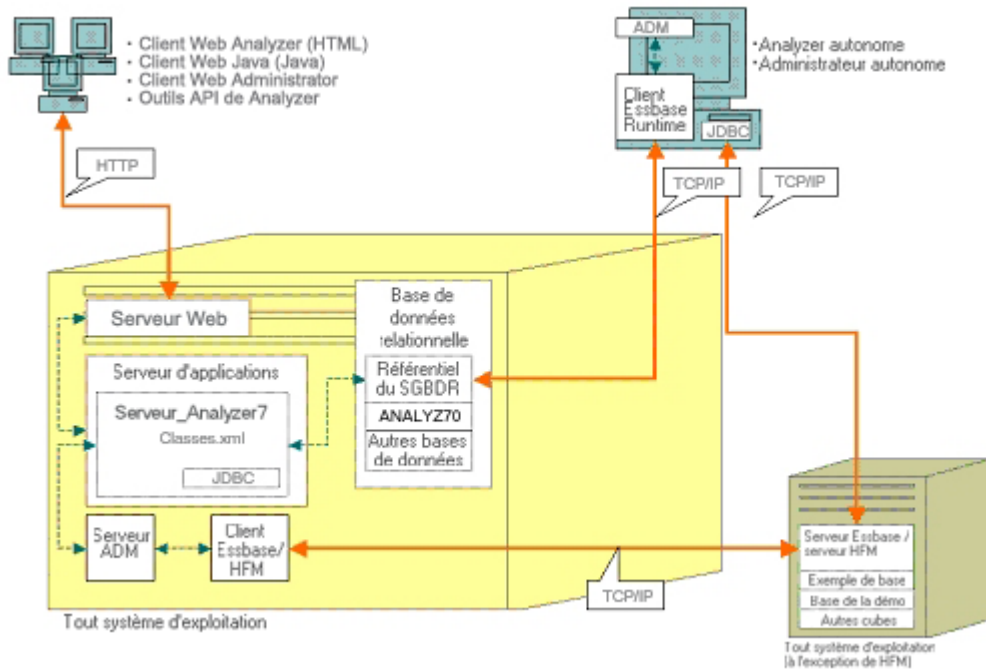 · Client Web Analyzer (HTML)
· Client Web Java (Java)
· Client Web Administrator
· Outils API de Analyzer
HTTP
ADM
Client
Essbase
Runtime
JDBC
·Analyzer autonome
·Administrateur autonome
TCP/IP
TCP/IP
Serveur Web
Base de
données
relationnelle
Référentiel
du SGBDR
ANALYZ70
Autres bases
de données
Serveur d'applications
Serveur_Analyzer7
Classes.xml
JDBC
Serveur
ADM
Client
Essbase/
HFM
TCP/IP
Tout système d'exploitation
Serveur Essbase /
serveur HFM
Exemple de base
Base de la démo
Autres cubes
Tout système d'exploitation
(à l'exception de HFM)